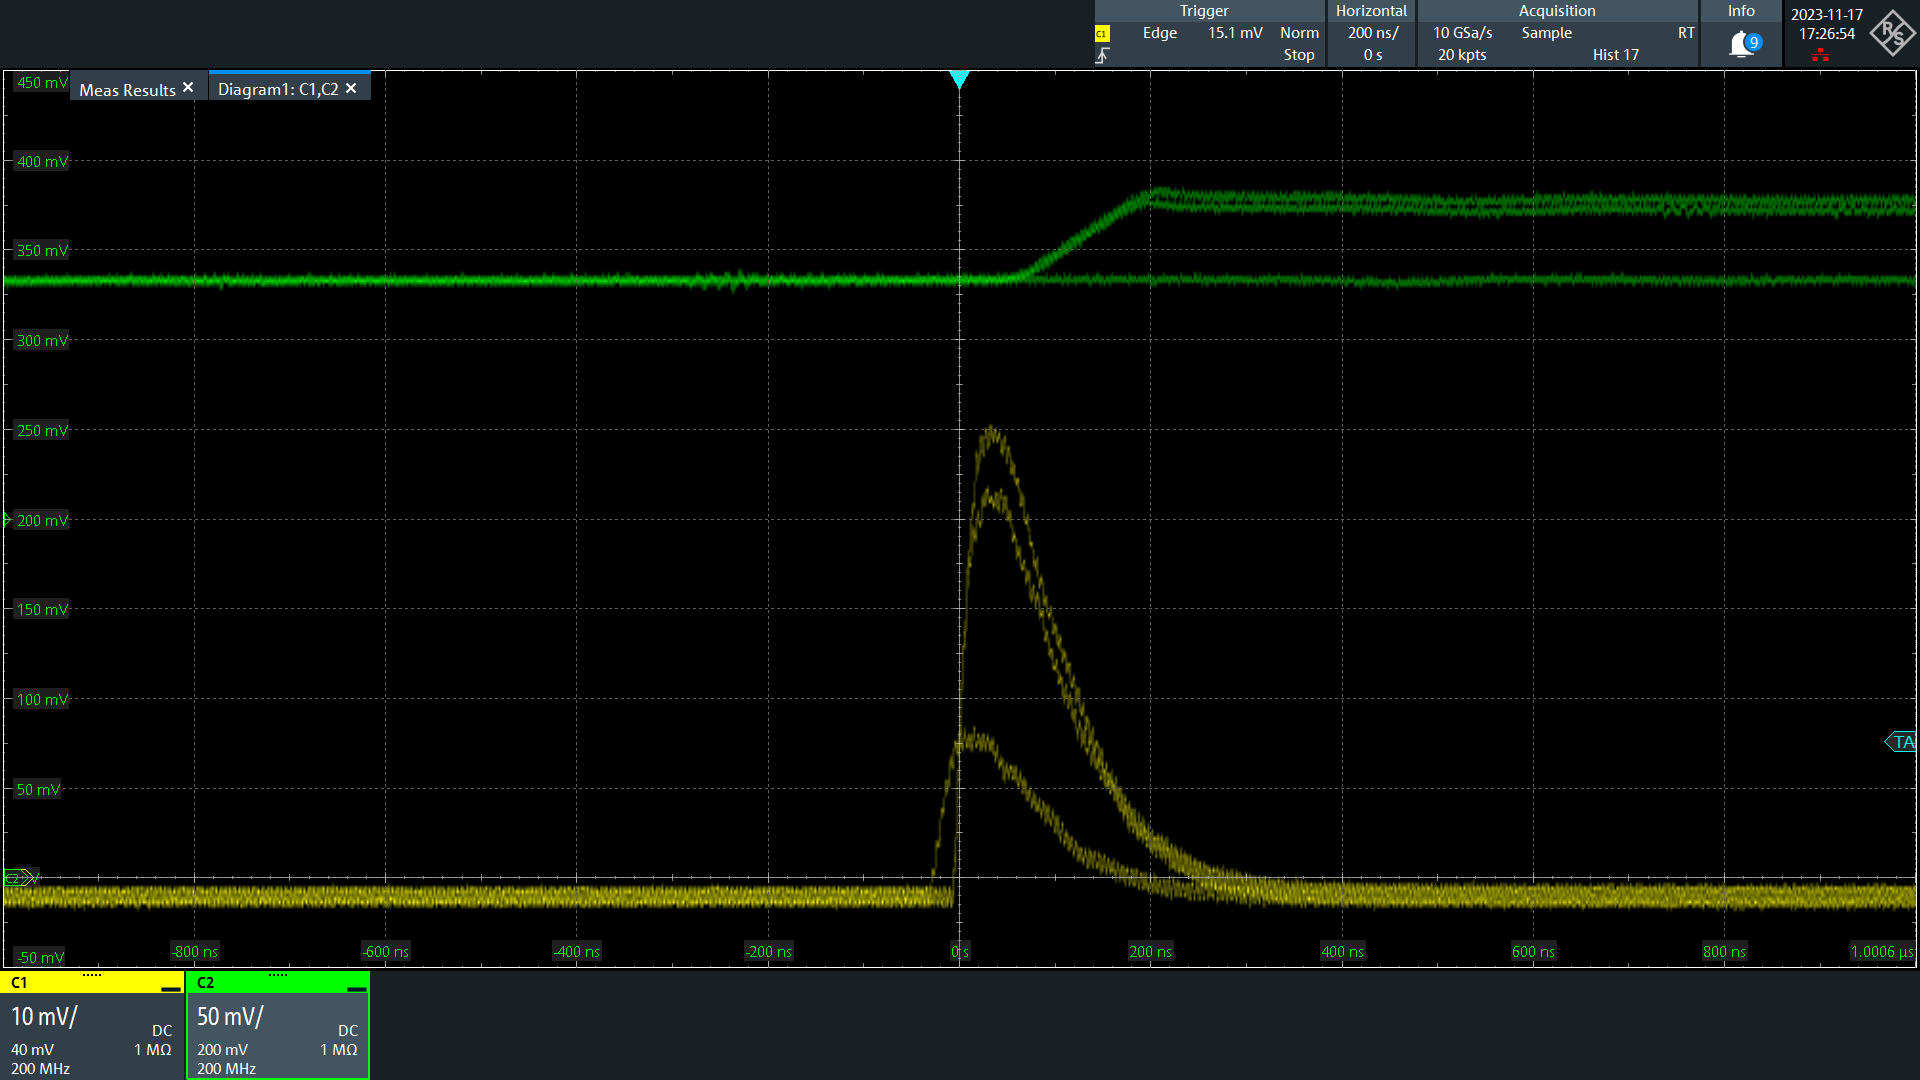 Trigger
C1 Edge 15.1 mV Norm
Stop
Horizontal
200 ns/
0 s
Acquisition
10 GSa/s Sample RT
20 kpts Hist 17
Info
9
2023-11-17
17:26:54
R&S
Meas Results ✕
Diagram1: C1,C2 ✕
450 mV
400 mV
350 mV
300 mV
250 mV
200 mV
150 mV
100 mV
50 mV
C2
-50 mV
TA
-800 ns
-600 ns
-400 ns
-200 ns
0 s
200 ns
400 ns
600 ns
800 ns
1.0006 µs
C1
10 mV/
DC
40 mV 1 MΩ
200 MHz
C2
50 mV/
DC
200 mV 1 MΩ
200 MHz